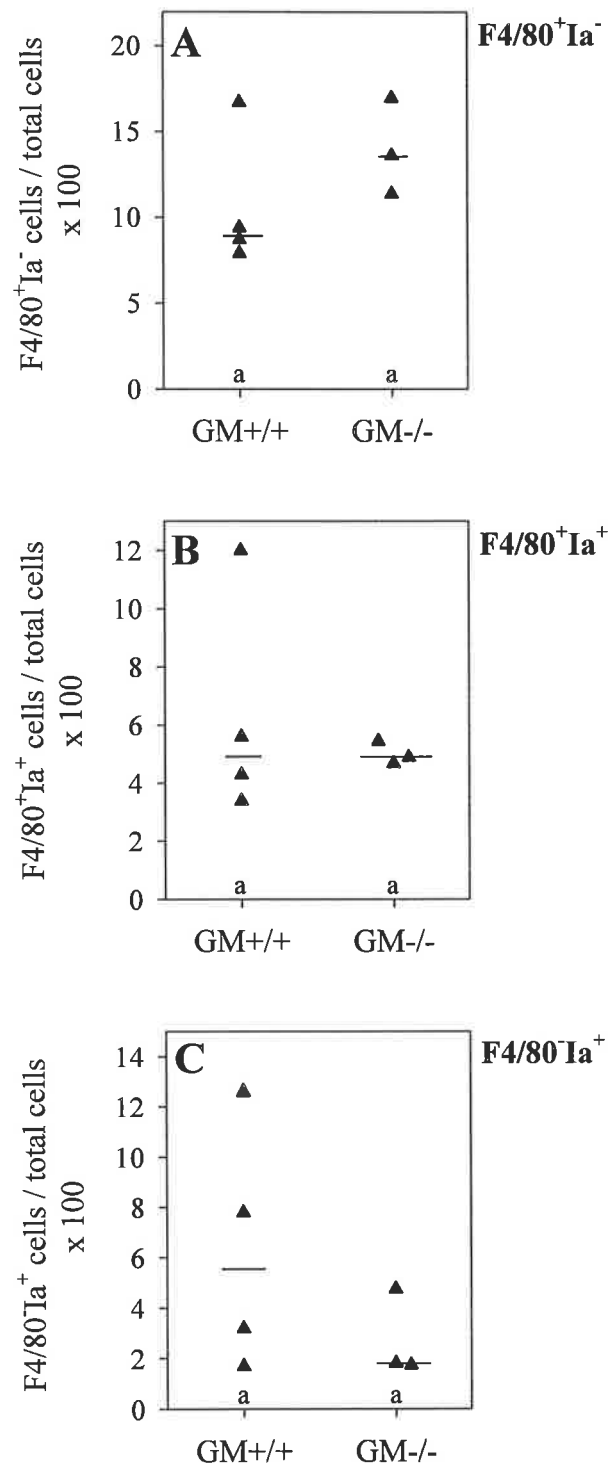 A
F4/80⁺Ia⁻
F4/80⁺Ia⁻ cells / total cells
x 100
20
15
10
5
0
a a
GM+/+ GM-/-
B
F4/80⁺Ia⁺
F4/80⁺Ia⁺ cells / total cells
x 100
12
10
8
6
4
2
0
a a
GM+/+ GM-/-
C
F4/80⁻Ia⁺
F4/80⁻Ia⁺ cells / total cells
x 100
14
12
10
8
6
4
2
0
a a
GM+/+ GM-/-